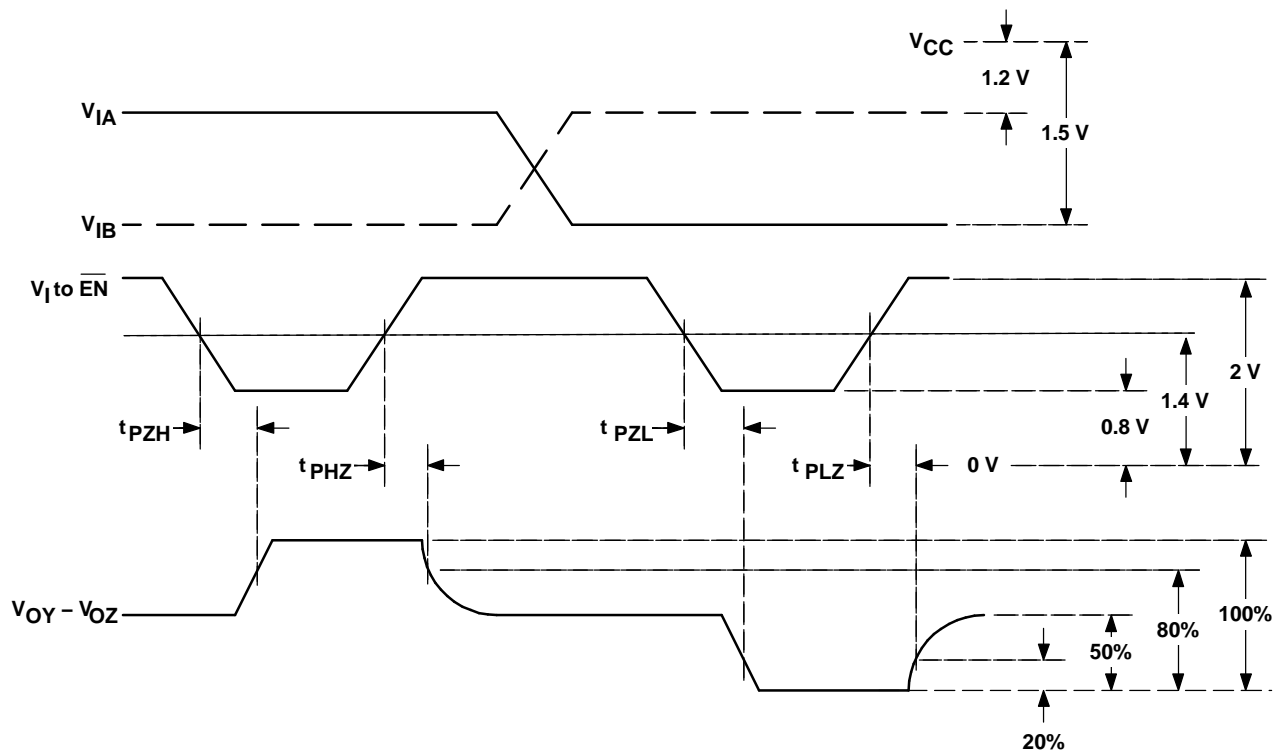 VCC
1.2 V
VIA
1.5 V
VIB
VI to EN
2 V
1.4 V
0.8 V
tPZH
tPZL
tPHZ
tPLZ
0 V
VOY – VOZ
100%
80%
50%
20%